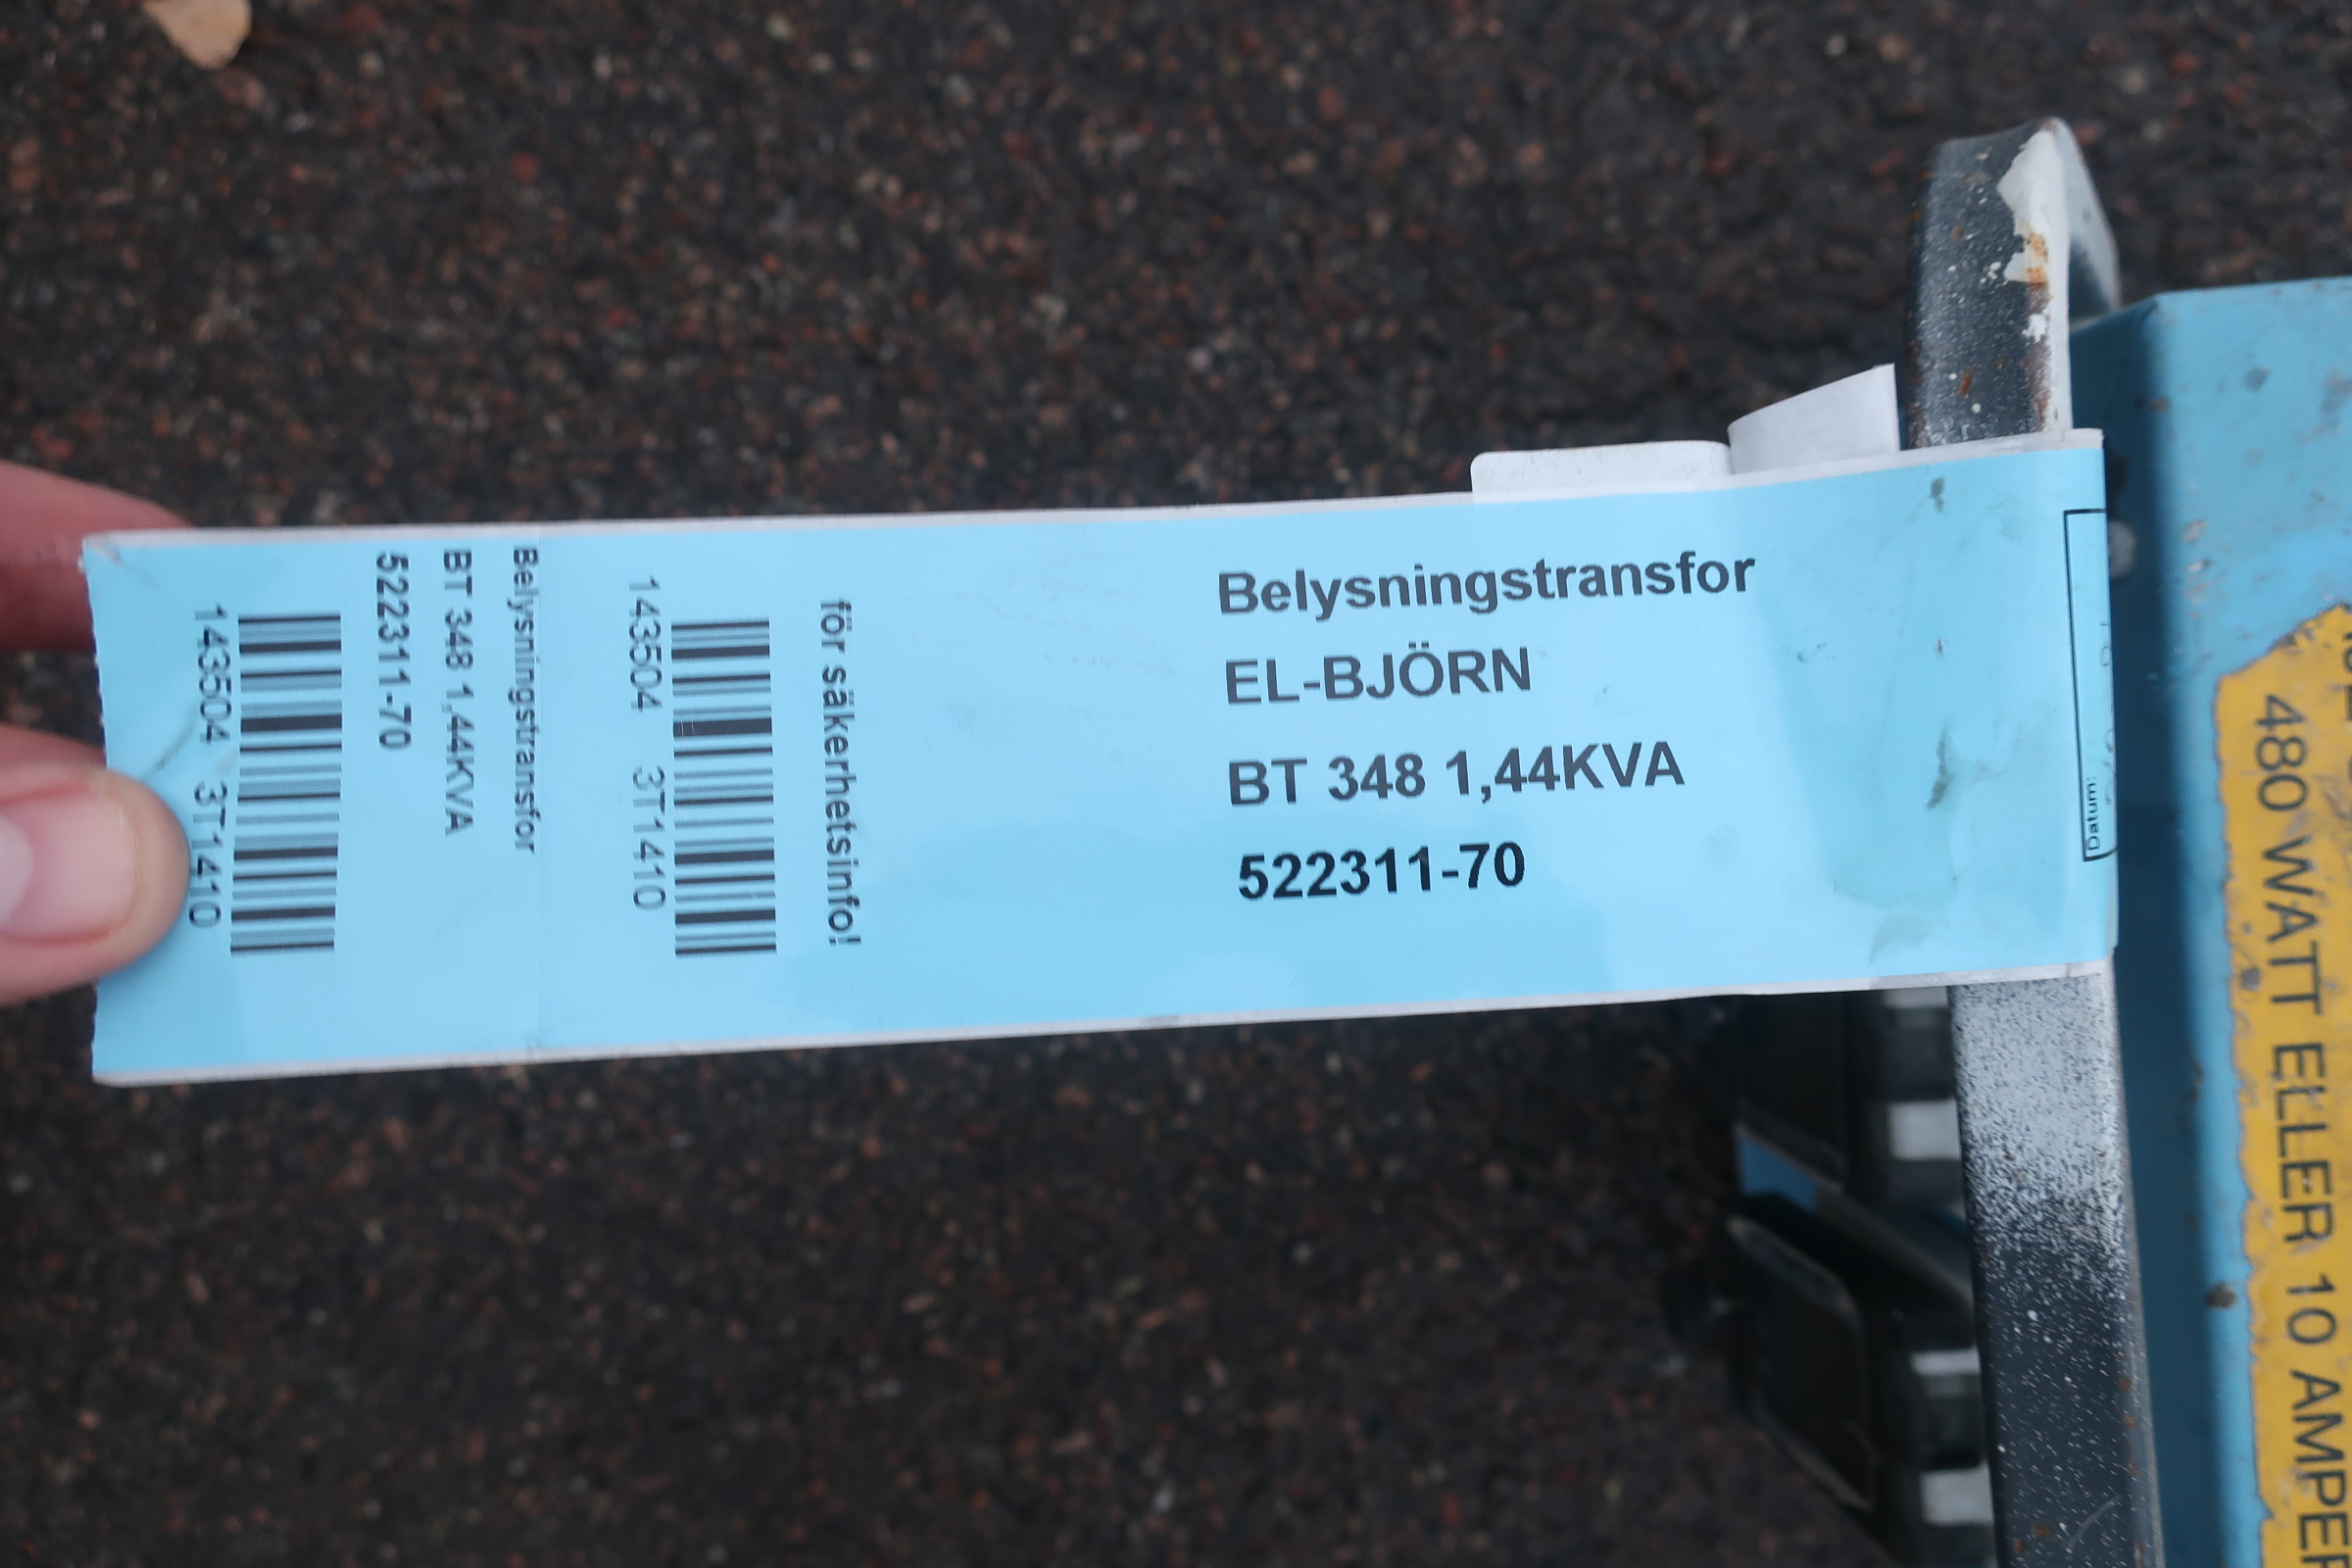 Belysningstransfor
EL-BJÖRN
BT 348 1,44KVA
522311-70
för säkerhetsinfo!
143504 3T1410
Belysningstransfor
BT 348 1,44KVA
522311-70
143504 3T1410
Datum:
480 WATT ELLER 10 AMPER